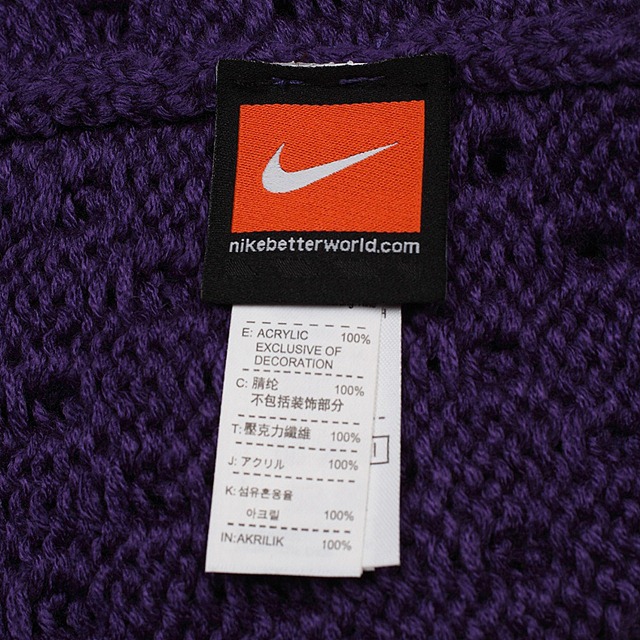 nikebetterworld.com
E: ACRYLIC 100%
EXCLUSIVE OF
DECORATION
C: 腈纶 100%
不包括装饰部分
T: 壓克力纖維 100%
J: アクリル 100%
K: 섬유혼용율
아크릴 100%
IN: AKRILIK 100%